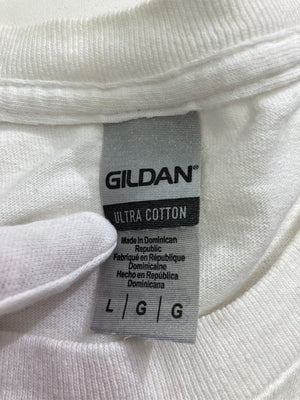 GILDAN®
ULTRA COTTON
Made in Dominican
Republic
Fabriqué en République
Dominicaine
Hecho en República
Dominicana
L | G | G